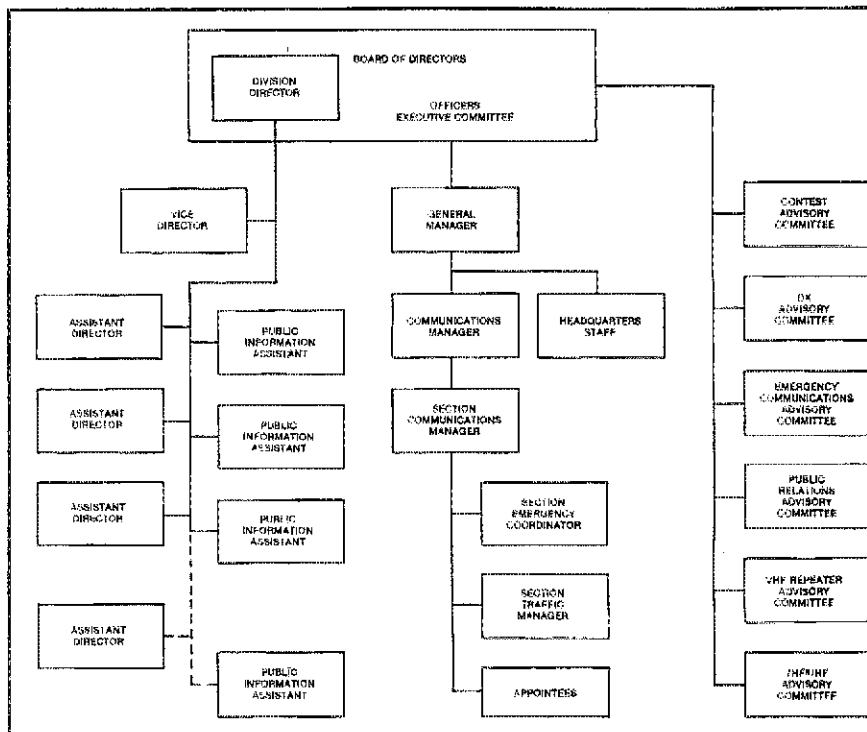 BOARD OF DIRECTORS
DIVISION
DIRECTOR
OFFICERS
EXECUTIVE COMMITTEE
VICE
DIRECTOR
GENERAL
MANAGER
CONTEST
ADVISORY
COMMITTEE
ASSISTANT
DIRECTOR
PUBLIC
INFORMATION
ASSISTANT
COMMUNICATIONS
MANAGER
HEADQUARTERS
STAFF
DX
ADVISORY
COMMITTEE
ASSISTANT
DIRECTOR
PUBLIC
INFORMATION
ASSISTANT
SECTION
COMMUNICATIONS
MANAGER
EMERGENCY
COMMUNICATIONS
ADVISORY
COMMITTEE
ASSISTANT
DIRECTOR
PUBLIC
INFORMATION
ASSISTANT
SECTION
EMERGENCY
COORDINATOR
PUBLIC
RELATIONS
ADVISORY
COMMITTEE
ASSISTANT
DIRECTOR
SECTION
TRAFFIC
MANAGER
VHF REPEATER
ADVISORY
COMMITTEE
PUBLIC
INFORMATION
ASSISTANT
APPOINTEES
VHF/UHF
ADVISORY
COMMITTEE